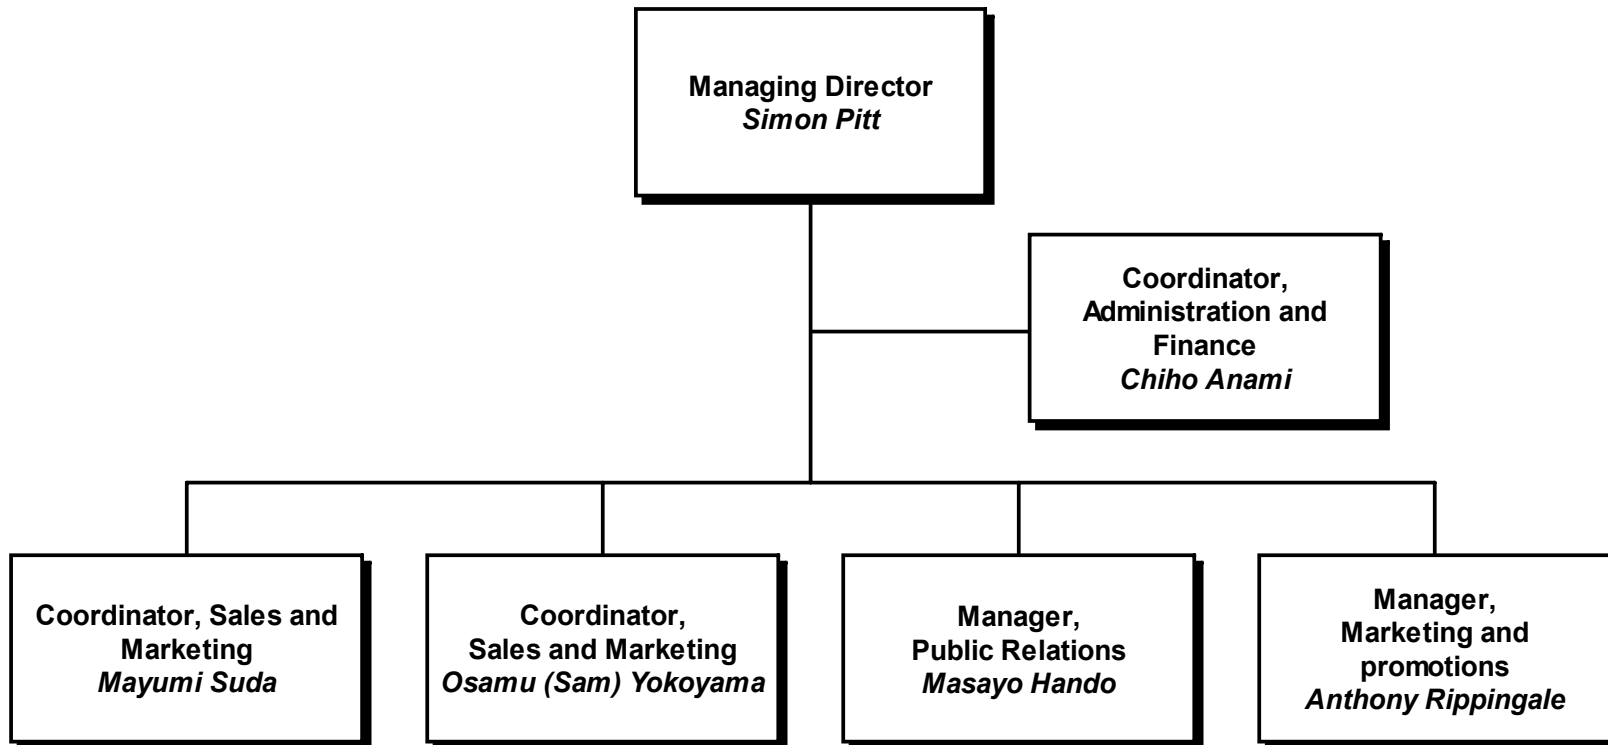 Managing Director
Simon Pitt
Coordinator,
Administration and
Finance
Chiho Anami
Coordinator, Sales and
Marketing
Mayumi Suda
Coordinator,
Sales and Marketing
Osamu (Sam) Yokoyama
Manager,
Public Relations
Masayo Hando
Manager,
Marketing and
promotions
Anthony Rippingale